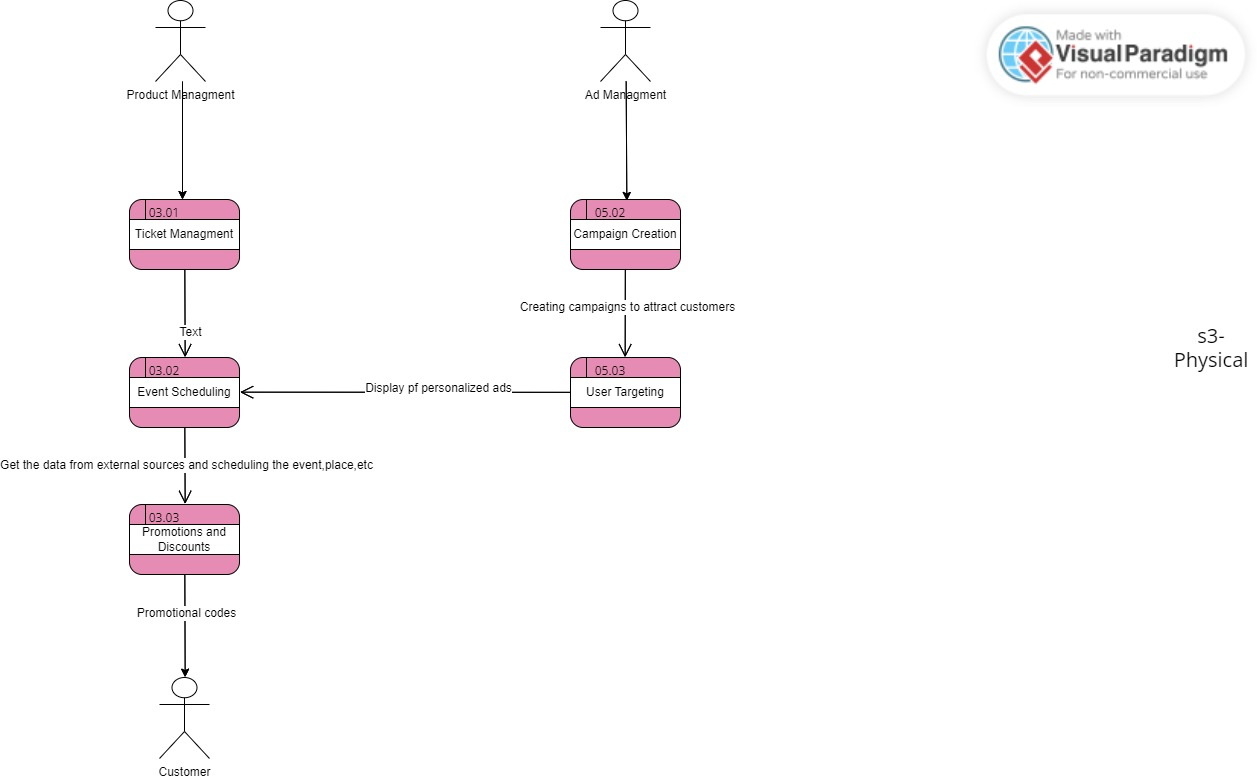 Made with
Visual Paradigm
For non-commercial use
Product Managment
Ad Managment
03.01
Ticket Managment
05.02
Campaign Creation
Creating campaigns to attract customers
Text
s3-
Physical
03.02
Event Scheduling
Display pf personalized ads
05.03
User Targeting
Get the data from external sources and scheduling the event,place,etc
03.03
Promotions and
Discounts
Promotional codes
Customer